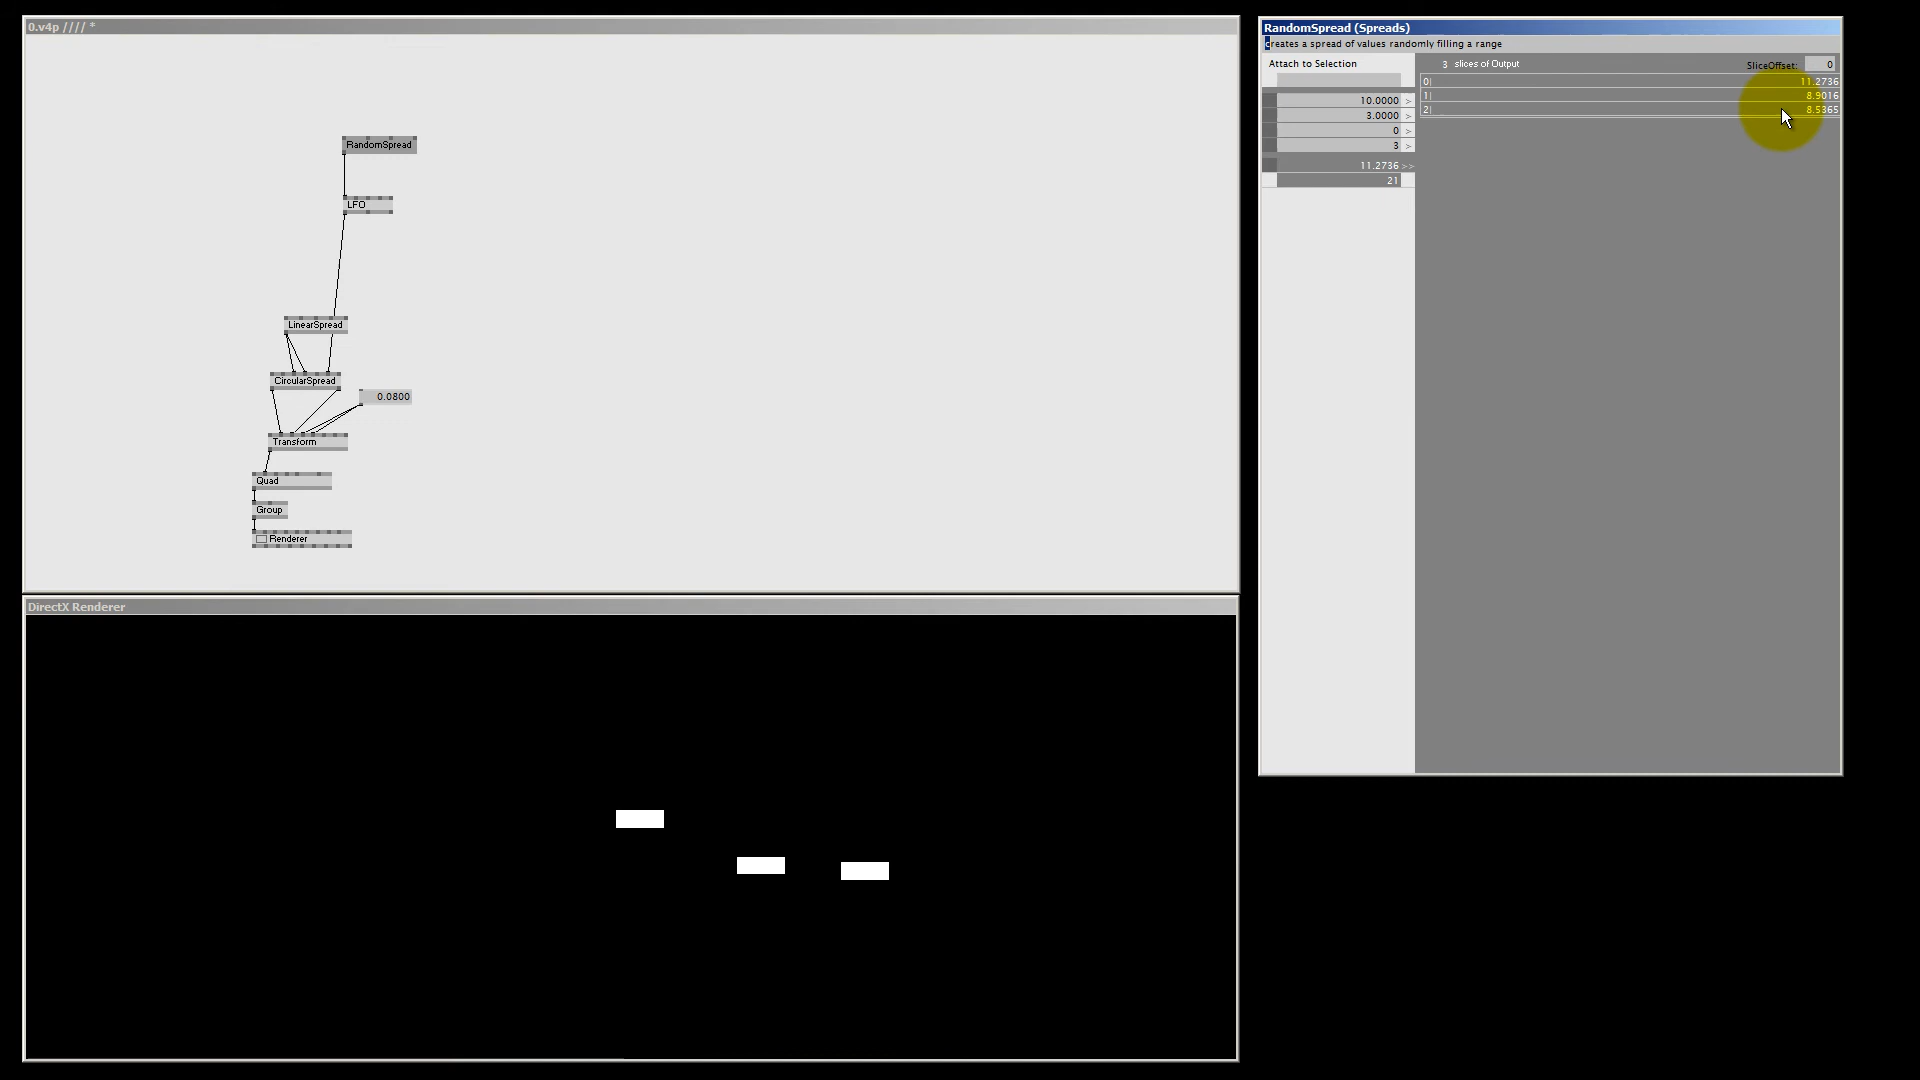 0.v4p //// *
RandomSpread
LFO
LinearSpread
CircularSpread
0.0800
Transform
Quad
Group
Renderer
DirectX Renderer
RandomSpread (Spreads)
creates a spread of values randomly filling a range
Attach to Selection
10.0000 >
3.0000 >
0 >
3 >
11.2736 >>
21
3 slices of Output
SliceOffset: 0
0| 11.2736
1| 8.9016
2| 8.5365